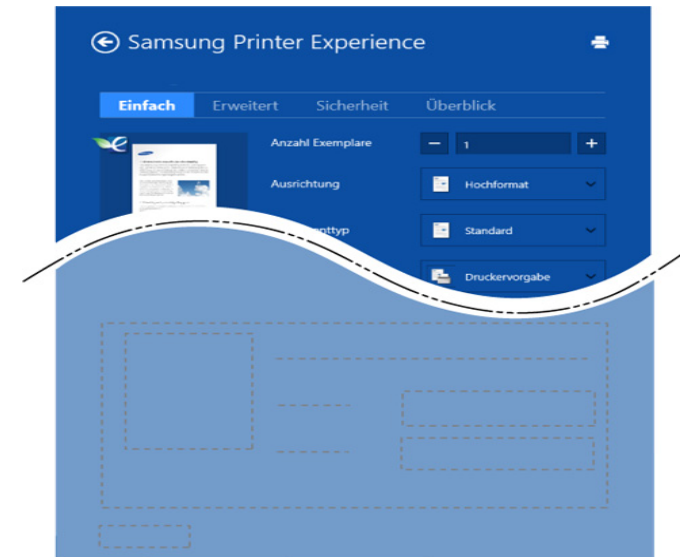 Samsung Printer Experience
Einfach Erweitert Sicherheit Überblick
Anzahl Exemplare 1
Ausrichtung Hochformat
Standard
Druckervorgabe